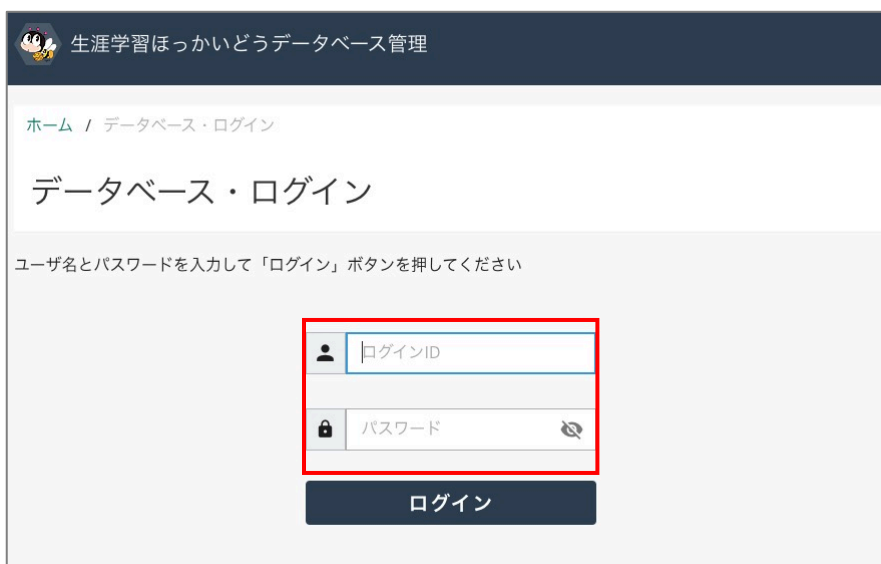 生涯学習ほっかいどうデータベース管理
ホーム / データベース・ログイン
データベース・ログイン
ユーザ名とパスワードを入力して「ログイン」ボタンを押してください
ログインID
パスワード
ログイン